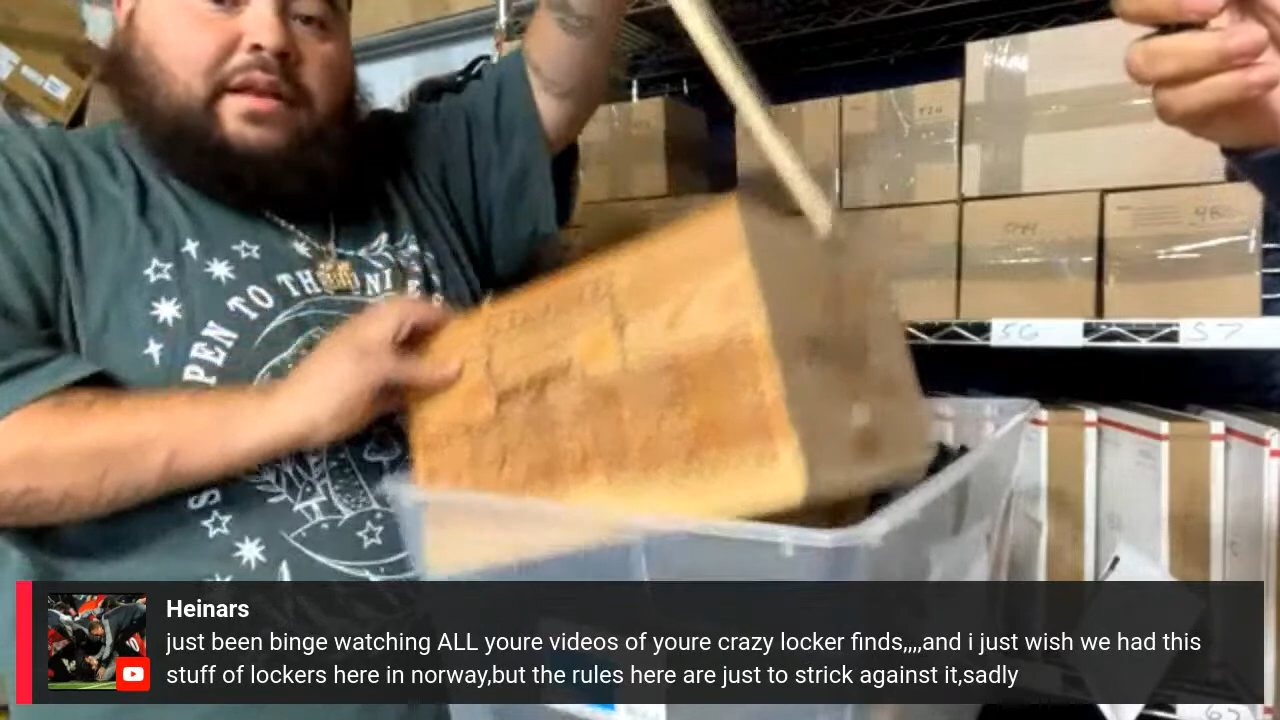 PEN TO TH
56
57
Heinars
just been binge watching ALL youre videos of youre crazy locker finds,,,,and i just wish we had this
stuff of lockers here in norway,but the rules here are just to strick against it,sadly